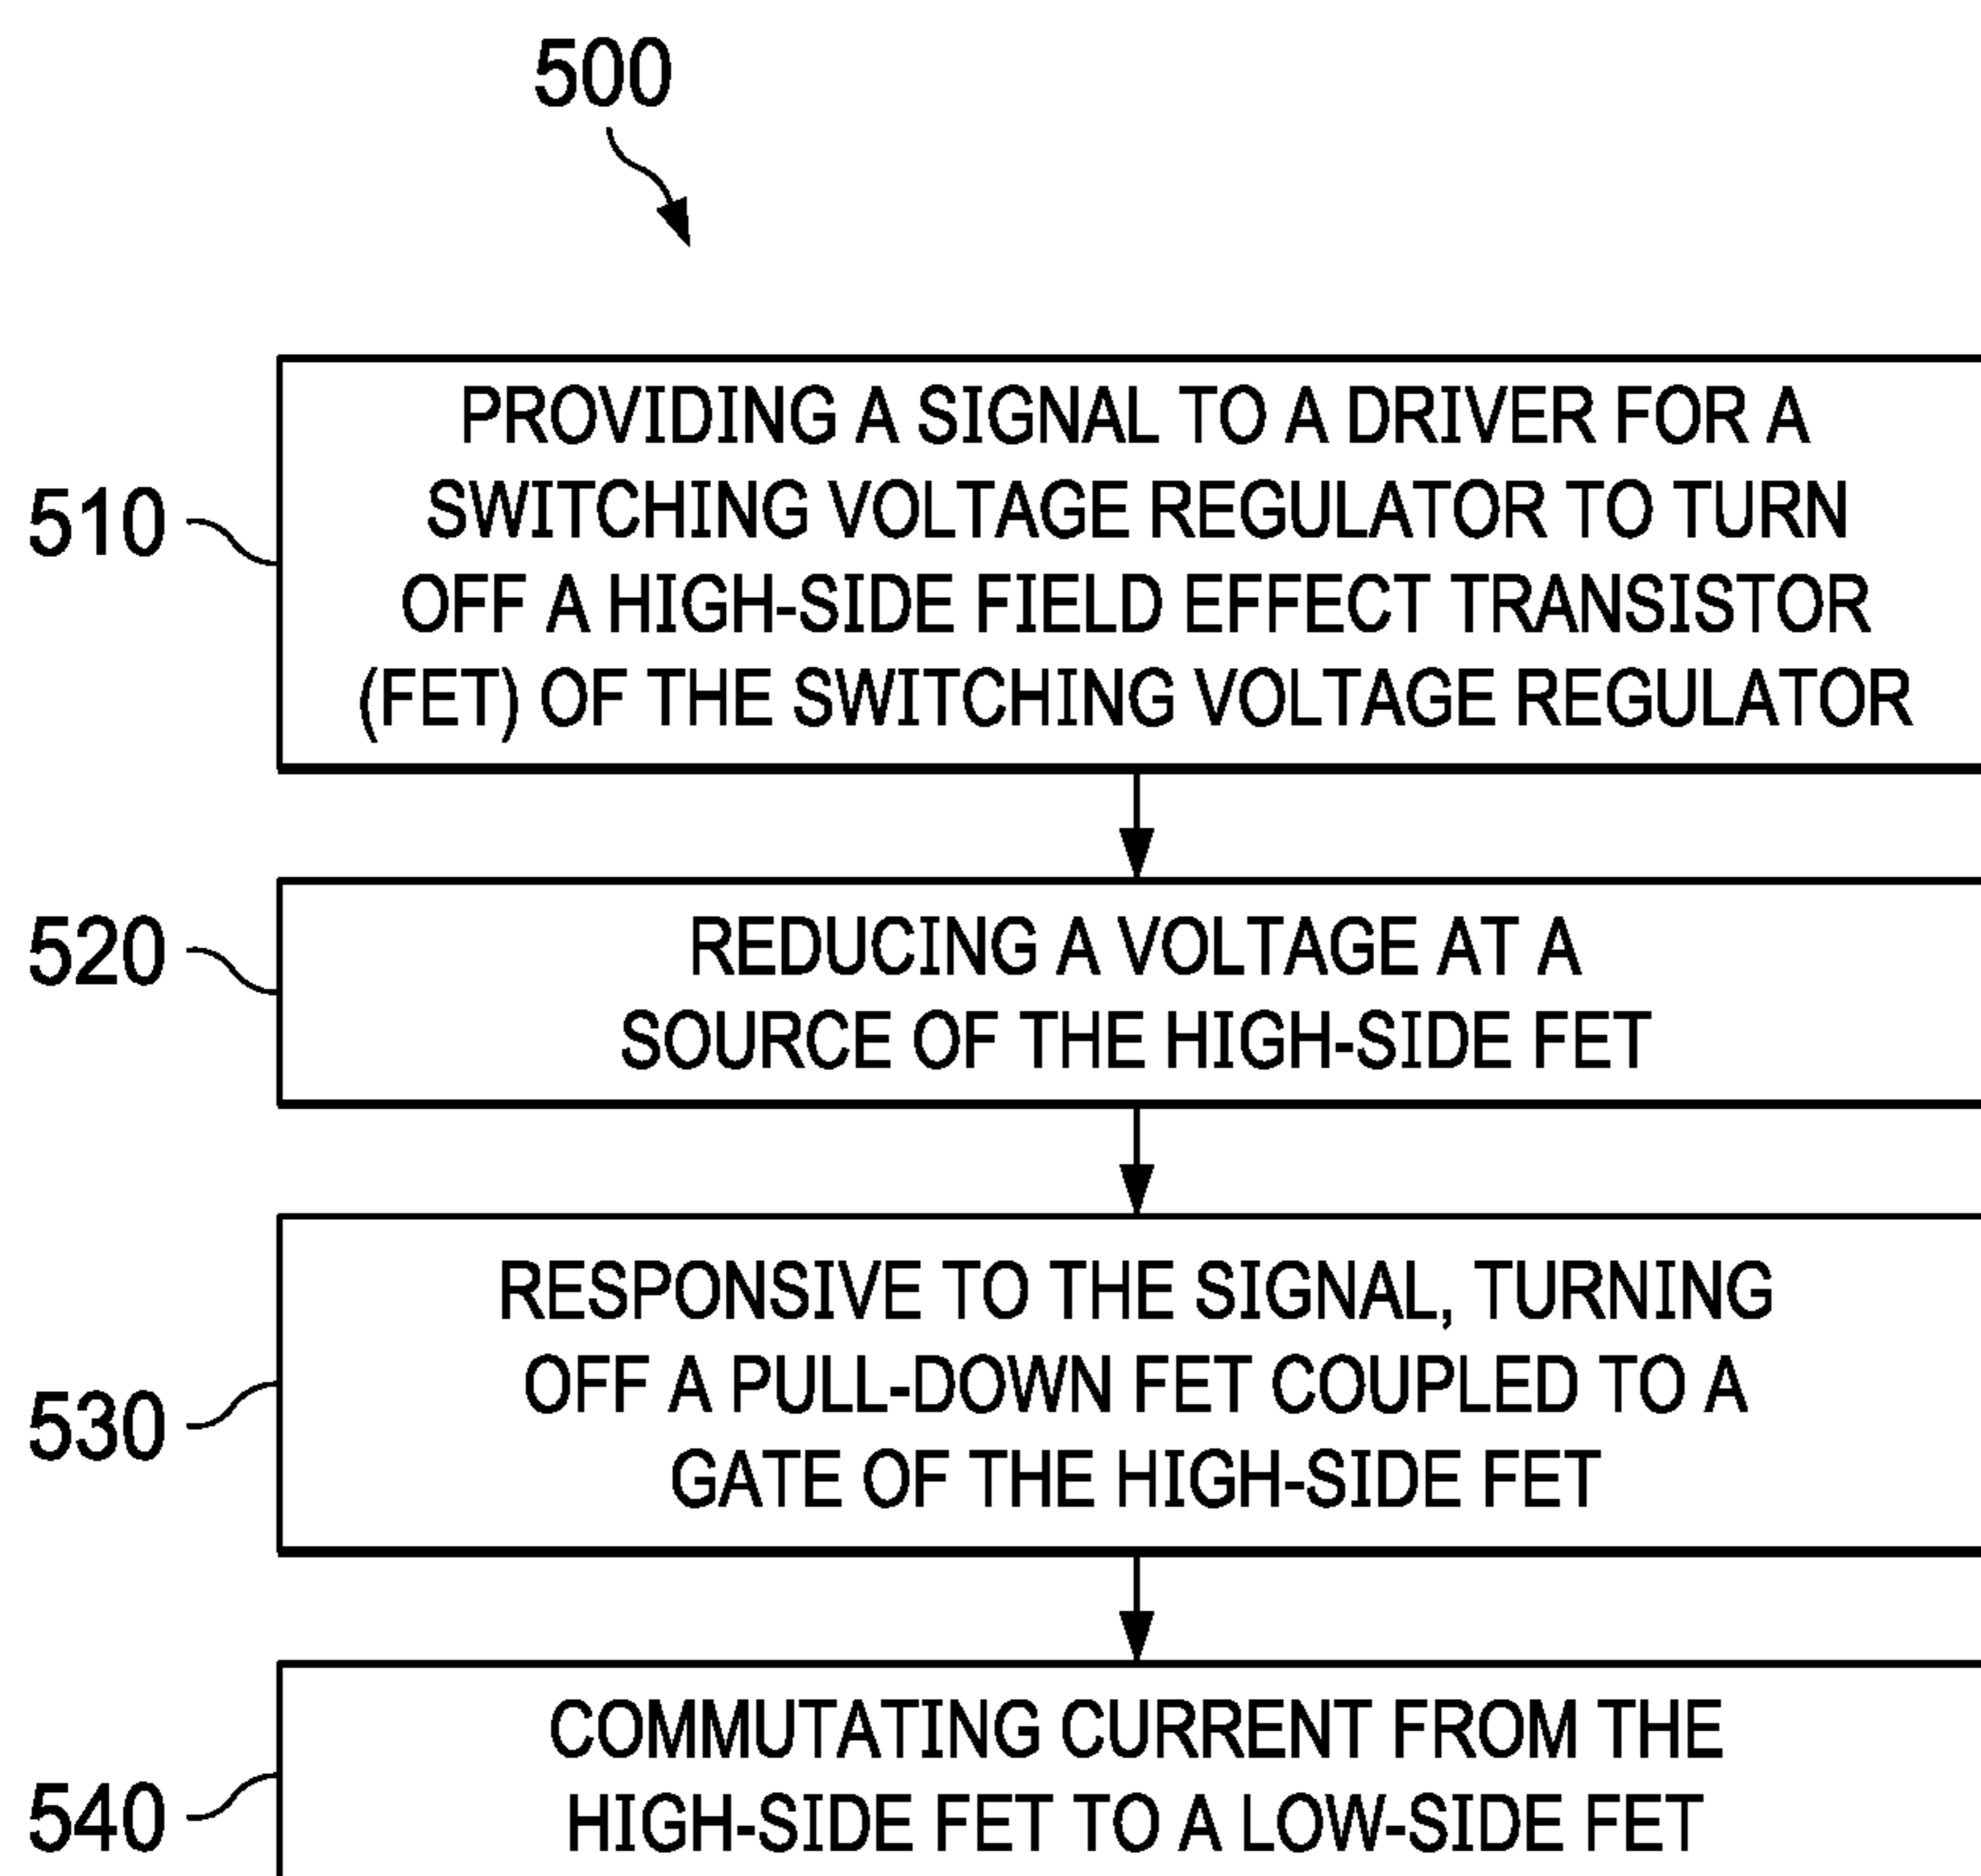 500
510
PROVIDING A SIGNAL TO A DRIVER FOR A
SWITCHING VOLTAGE REGULATOR TO TURN
OFF A HIGH-SIDE FIELD EFFECT TRANSISTOR
(FET) OF THE SWITCHING VOLTAGE REGULATOR
520
REDUCING A VOLTAGE AT A
SOURCE OF THE HIGH-SIDE FET
530
RESPONSIVE TO THE SIGNAL, TURNING
OFF A PULL-DOWN FET COUPLED TO A
GATE OF THE HIGH-SIDE FET
540
COMMUTATING CURRENT FROM THE
HIGH-SIDE FET TO A LOW-SIDE FET